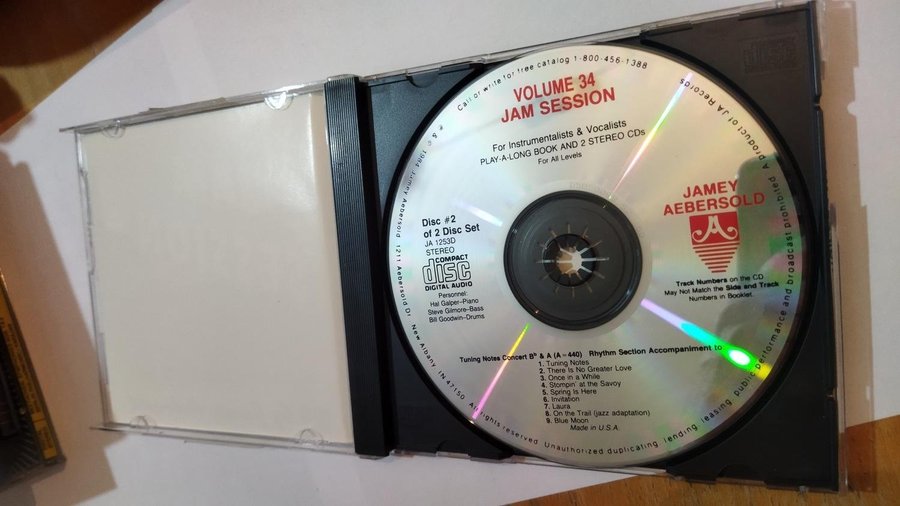 Call or write for free catalog 1-800-456-1388
A product of JA Records
VOLUME 34
JAM SESSION
For Instrumentalists & Vocalists
PLAY-A-LONG BOOK AND 2 STEREO CDs
For All Levels
JAMEY
AEBERSOLD
JA
Track Numbers on the CD
May Not Match the Side and Track
Numbers in Booklet.
Disc #2
of 2 Disc Set
JA 1253D
STEREO
COMPACT
disc
DIGITAL AUDIO
Personnel:
Hal Galper-Piano
Steve Gilmore-Bass
Bill Goodwin-Drums
Tuning Notes Concert B♭ & A (A=440) Rhythm Section Accompaniment to:
1. Tuning Notes
2. There Is No Greater Love
3. Once in a While
4. Stompin' at the Savoy
5. Spring Is Here
6. Invitation
7. Laura
8. On the Trail (jazz adaptation)
9. Blue Moon
Made in U.S.A.
℗ & © 1984 Jamey Aebersold 1211 Aebersold Dr. New Albany, IN 47150 All rights reserved. Unauthorized duplicating, lending, leasing, public performance and broadcast prohibited.